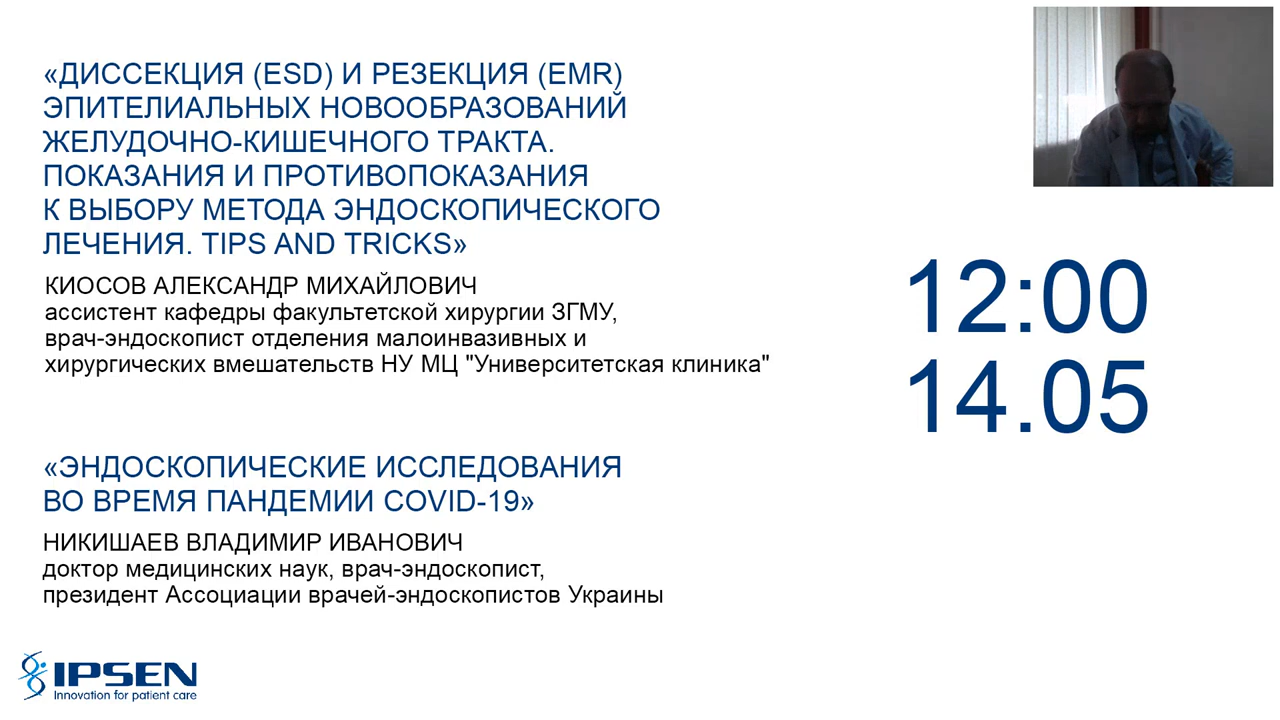 «ДИССЕКЦИЯ (ESD) И РЕЗЕКЦИЯ (EMR)
ЭПИТЕЛИАЛЬНЫХ НОВООБРАЗОВАНИЙ
ЖЕЛУДОЧНО-КИШЕЧНОГО ТРАКТА.
ПОКАЗАНИЯ И ПРОТИВОПОКАЗАНИЯ
К ВЫБОРУ МЕТОДА ЭНДОСКОПИЧЕСКОГО
ЛЕЧЕНИЯ. TIPS AND TRICKS»
КИОСОВ АЛЕКСАНДР МИХАЙЛОВИЧ
ассистент кафедры факультетской хирургии ЗГМУ,
врач-эндоскопист отделения малоинвазивных и
хирургических вмешательств НУ МЦ "Университетская клиника"
12:00
14.05
«ЭНДОСКОПИЧЕСКИЕ ИССЛЕДОВАНИЯ
ВО ВРЕМЯ ПАНДЕМИИ COVID-19»
НИКИШАЕВ ВЛАДИМИР ИВАНОВИЧ
доктор медицинских наук, врач-эндоскопист,
президент Ассоциации врачей-эндоскопистов Украины
IPSEN
Innovation for patient care